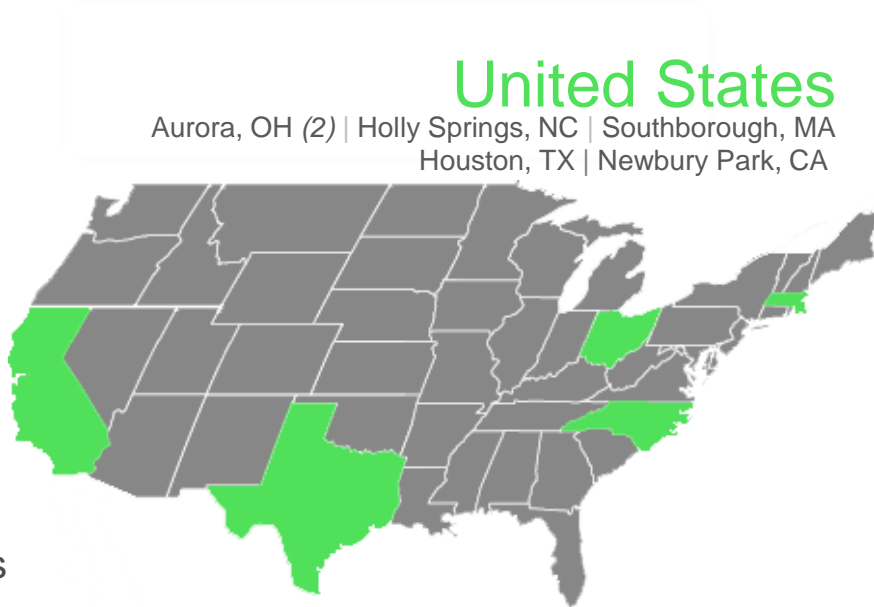 United States
Aurora, OH (2) | Holly Springs, NC | Southborough, MA
Houston, TX | Newbury Park, CA
s